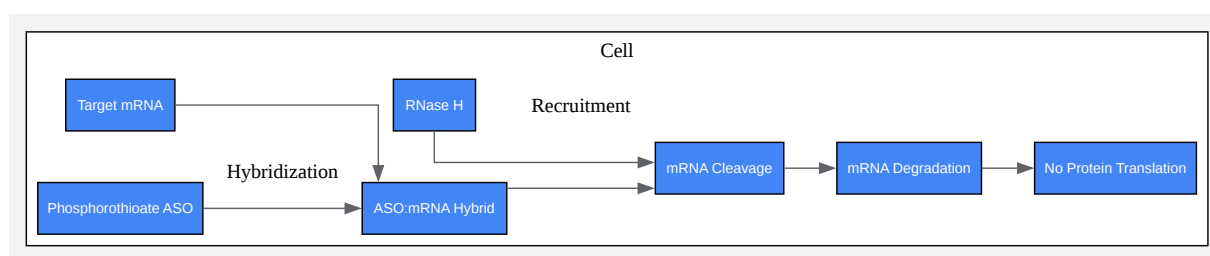 Cell
Target mRNA
RNase H
Recruitment
Hybridization
mRNA Cleavage
mRNA Degradation
No Protein Translation
Phosphorothioate ASO
ASO:mRNA Hybrid